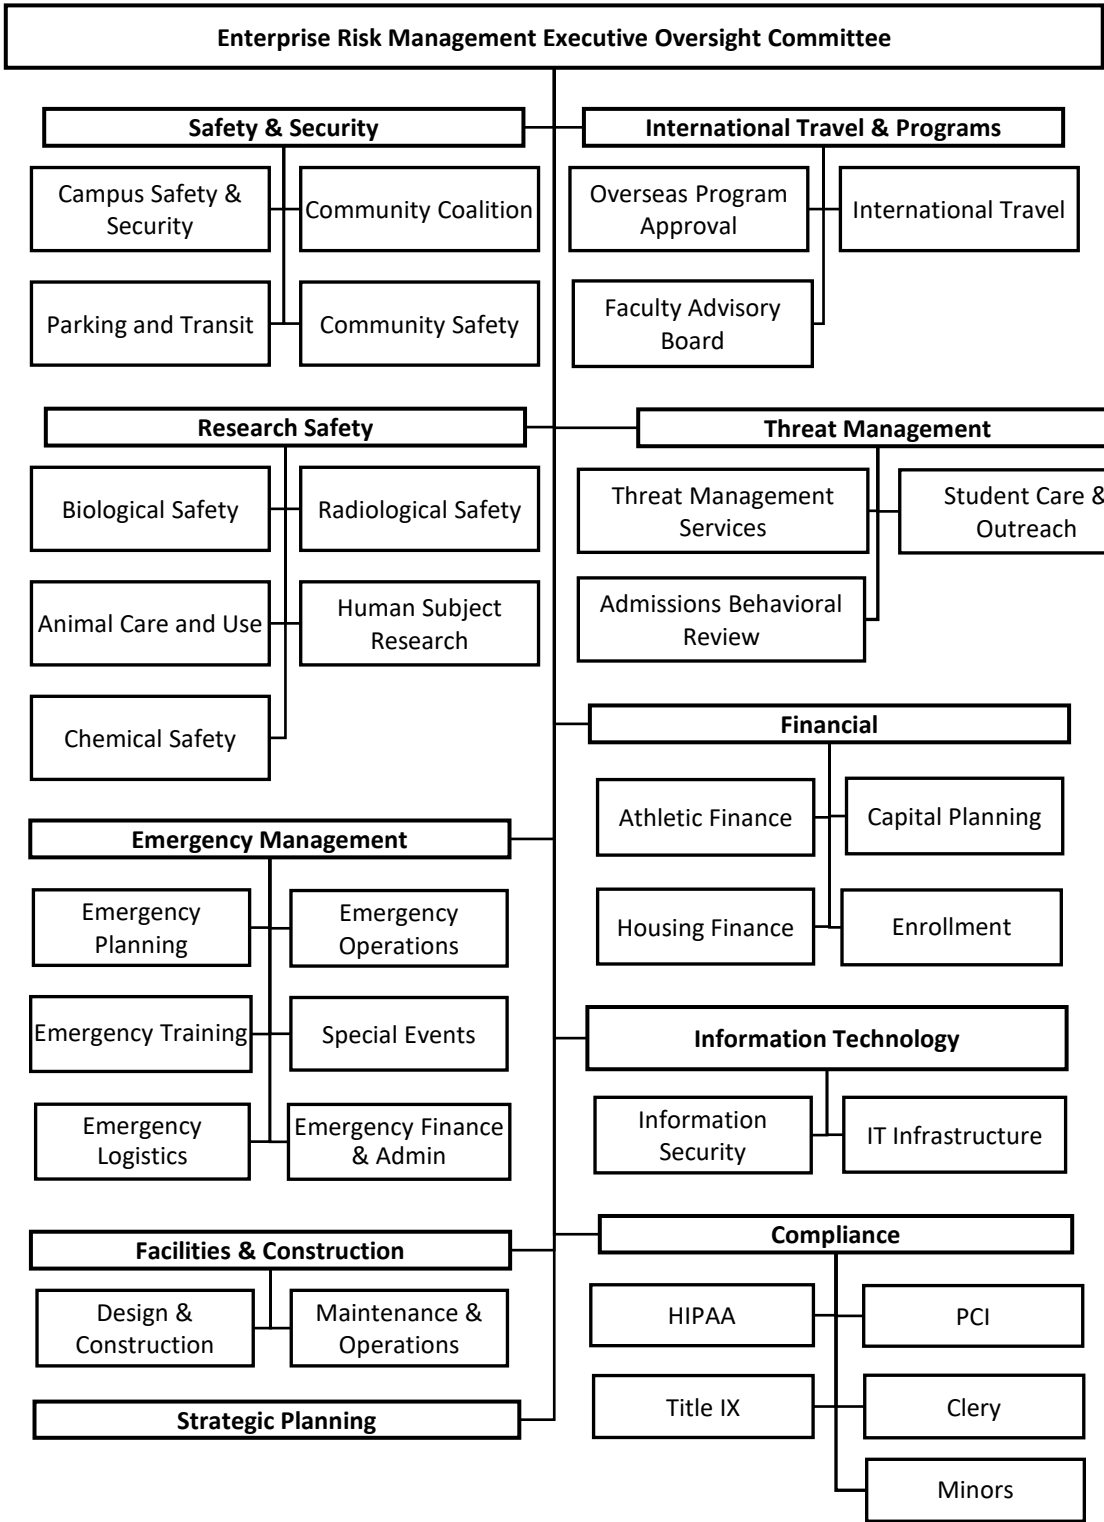 Enterprise Risk Management Executive Oversight Committee
Safety & Security
Campus Safety &
Security
Community Coalition
Parking and Transit
Community Safety
International Travel & Programs
Overseas Program
Approval
International Travel
Faculty Advisory
Board
Research Safety
Biological Safety
Radiological Safety
Animal Care and Use
Human Subject
Research
Chemical Safety
Threat Management
Threat Management
Services
Student Care &
Outreach
Admissions Behavioral
Review
Financial
Athletic Finance
Capital Planning
Housing Finance
Enrollment
Emergency Management
Emergency
Planning
Emergency
Operations
Emergency Training
Special Events
Emergency
Logistics
Emergency Finance
& Admin
Information Technology
Information
Security
IT Infrastructure
Facilities & Construction
Design &
Construction
Maintenance &
Operations
Strategic Planning
Compliance
HIPAA
PCI
Title IX
Clery
Minors